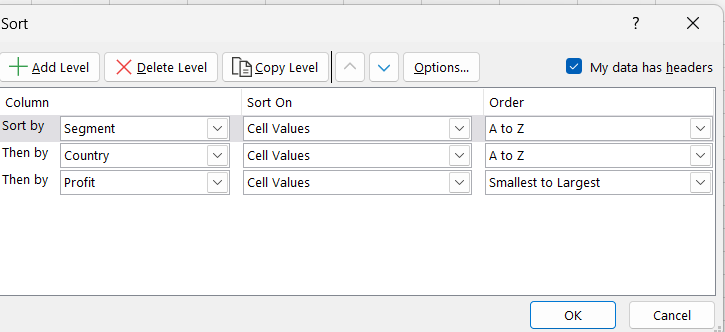 Sort ?
Add Level Delete Level Copy Level Options... My data has headers
Column Sort On Order
Sort by Segment Cell Values A to Z
Then by Country Cell Values A to Z
Then by Profit Cell Values Smallest to Largest
OK Cancel